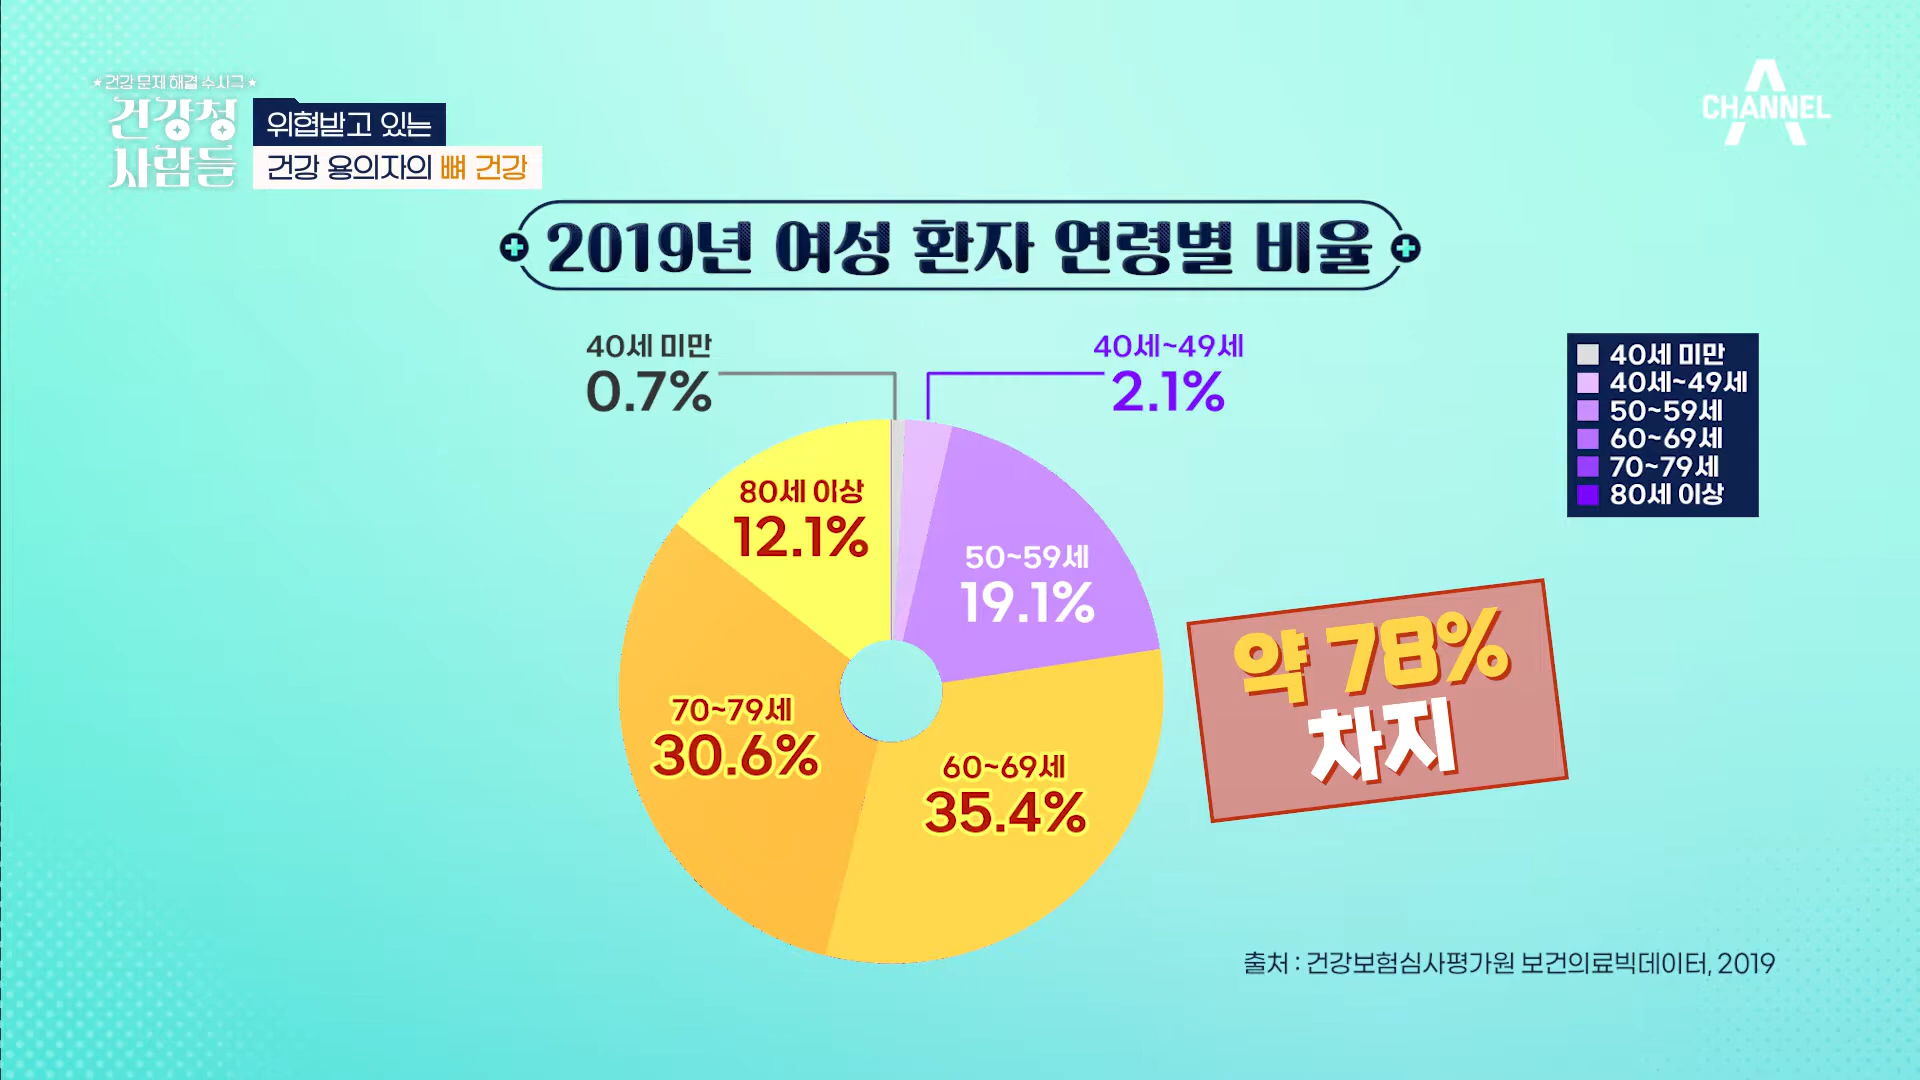 건강 문제 해결 수시극
건강청
사람들
위협받고 있는
건강 용의자의 뼈 건강
CHANNEL A
2019년 여성 환자 연령별 비율
40세 미만
0.7%
40세~49세
2.1%
40세 미만
40세~49세
50~59세
60~69세
70~79세
80세 이상
80세 이상
12.1%
50~59세
19.1%
70~79세
30.6%
60~69세
35.4%
약 78%
차지
출처 : 건강보험심사평가원 보건의료빅데이터, 2019